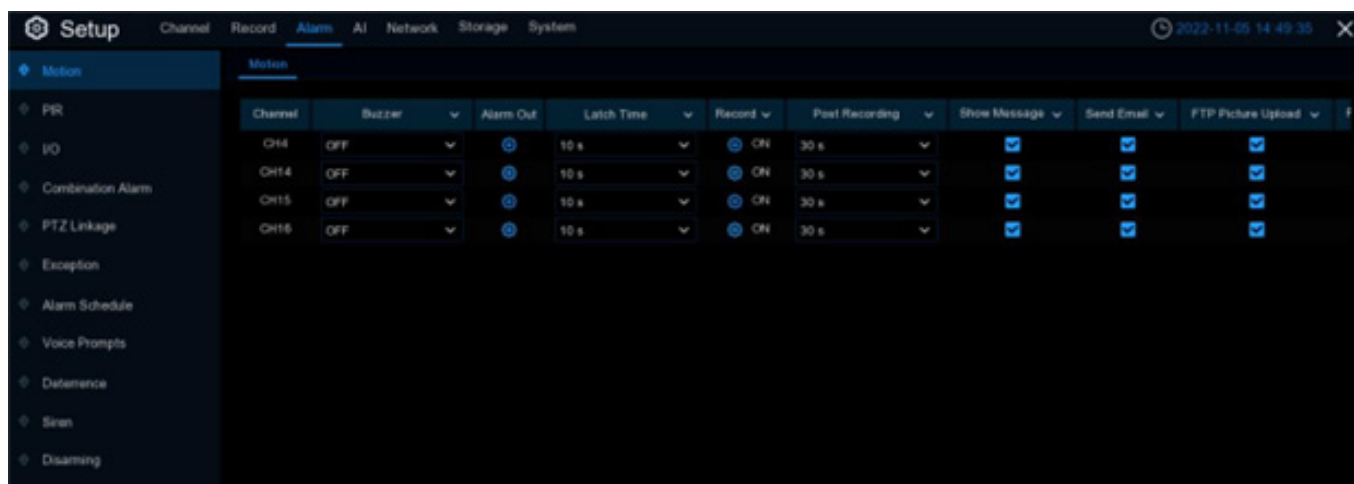 Setup Channel Record Alarm AI Network Storage System 2022-11-05 14:49:35
Motion
PIR
I/O
Combination Alarm
PTZ Linkage
Exception
Alarm Schedule
Voice Prompts
Deterrence
Siren
Disarming
Motion
Channel Buzzer Alarm Out Latch Time Record Post Recording Show Message Send Email FTP Picture Upload
CH4 OFF 10 s ON 30 s
CH14 OFF 10 s ON 30 s
CH15 OFF 10 s ON 30 s
CH16 OFF 10 s ON 30 s